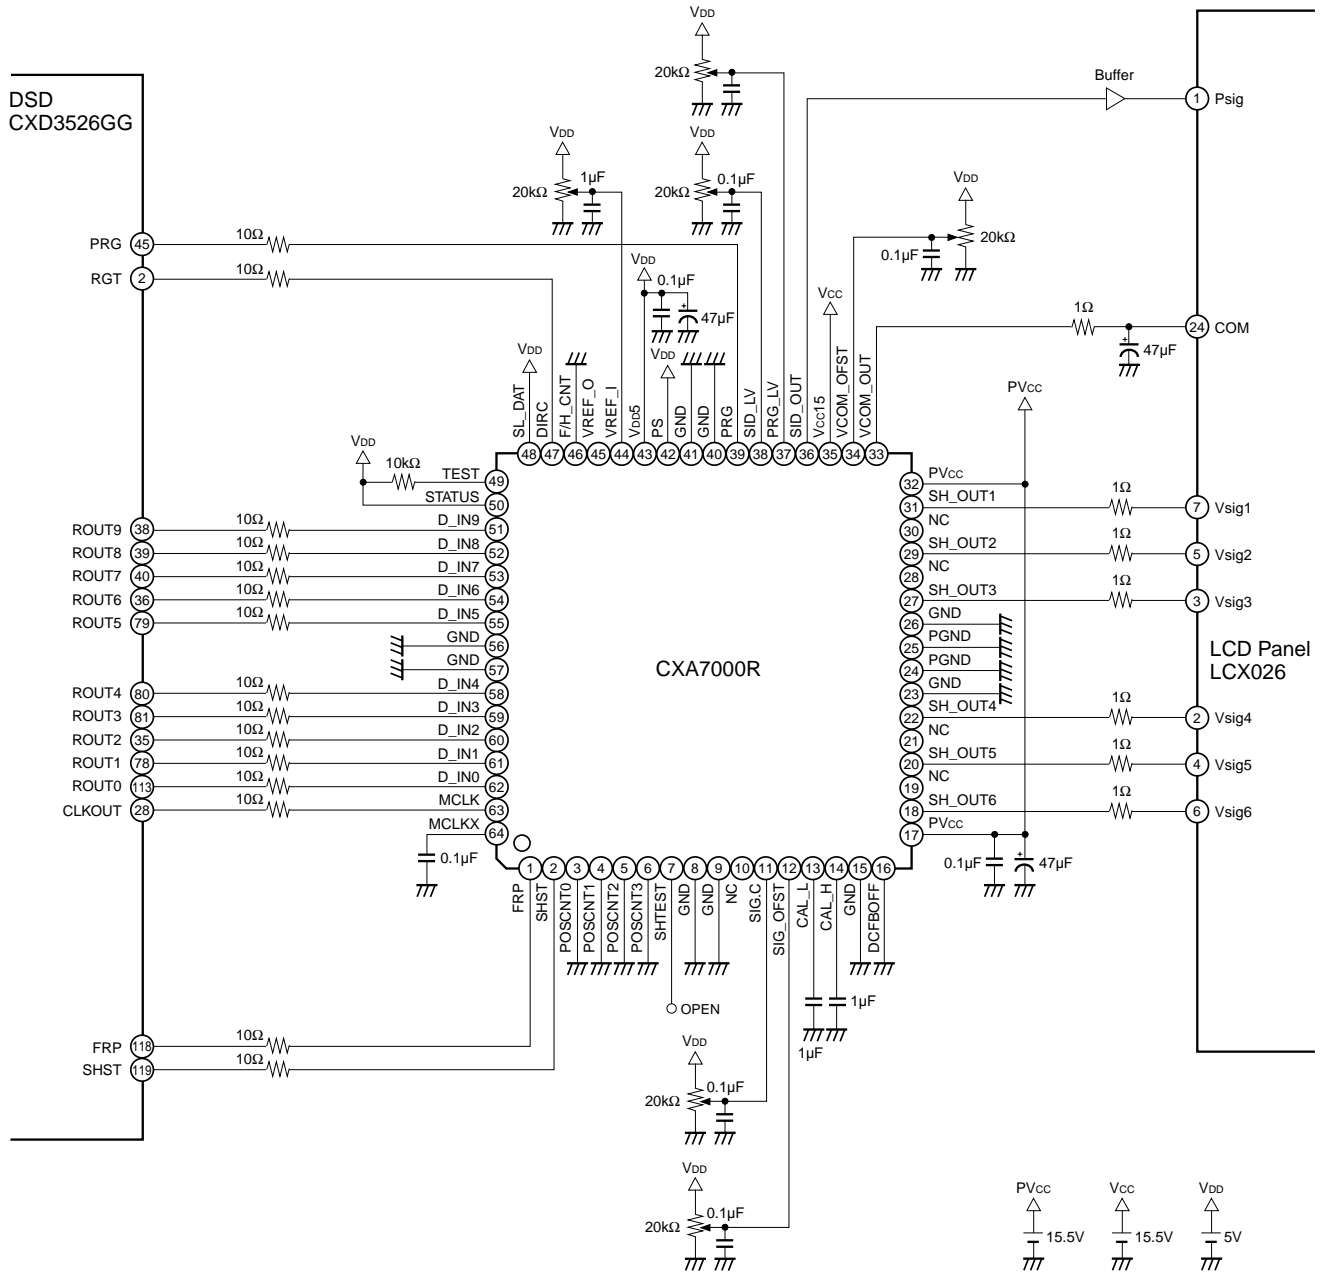 VDD
20kΩ
Buffer
1
Psig
DSD
CXD3526GG
VDD
VDD
20kΩ
1µF
20kΩ
0.1µF
VDD
20kΩ
0.1µF
PRG
45
10Ω
RGT
2
10Ω
VDD
0.1µF
47µF
VCC
1Ω
24
COM
47µF
VDD
VDD
PVCC
SL_DAT
DIRC
F/H_CNT
VREF_O
VREF_I
VDD5
PS
GND
GND
PRG
SID_LV
PRG_LV
SID_OUT
VCC15
VCOM_OFST
VCOM_OUT
48
47
46
45
44
43
42
41
40
39
38
37
36
35
34
33
VDD
10kΩ
TEST
49
STATUS
50
ROUT9
38
10Ω
D_IN9
51
ROUT8
39
10Ω
D_IN8
52
ROUT7
40
10Ω
D_IN7
53
ROUT6
36
10Ω
D_IN6
54
ROUT5
79
10Ω
D_IN5
55
GND
56
GND
57
ROUT4
80
10Ω
D_IN4
58
ROUT3
81
10Ω
D_IN3
59
ROUT2
35
10Ω
D_IN2
60
ROUT1
78
10Ω
D_IN1
61
ROUT0
113
10Ω
D_IN0
62
CLKOUT
28
10Ω
MCLK
63
MCLKX
64
0.1µF
CXA7000R
32
PVCC
31
SH_OUT1
1Ω
7
Vsig1
30
NC
29
SH_OUT2
1Ω
5
Vsig2
28
NC
27
SH_OUT3
1Ω
3
Vsig3
26
GND
25
PGND
24
PGND
23
GND
LCD Panel
LCX026
22
SH_OUT4
1Ω
2
Vsig4
21
NC
20
SH_OUT5
1Ω
4
Vsig5
19
NC
18
SH_OUT6
1Ω
6
Vsig6
17
PVCC
0.1µF
47µF
1
2
3
4
5
6
7
8
9
10
11
12
13
14
15
16
FRP
SHST
POSCNT0
POSCNT1
POSCNT2
POSCNT3
SHTEST
GND
GND
NC
SIG.C
SIG_OFST
CAL_L
CAL_H
GND
DCFBOFF
OPEN
1µF
1µF
FRP
118
10Ω
SHST
119
10Ω
VDD
20kΩ
0.1µF
VDD
20kΩ
0.1µF
PVCC
15.5V
VCC
15.5V
VDD
5V